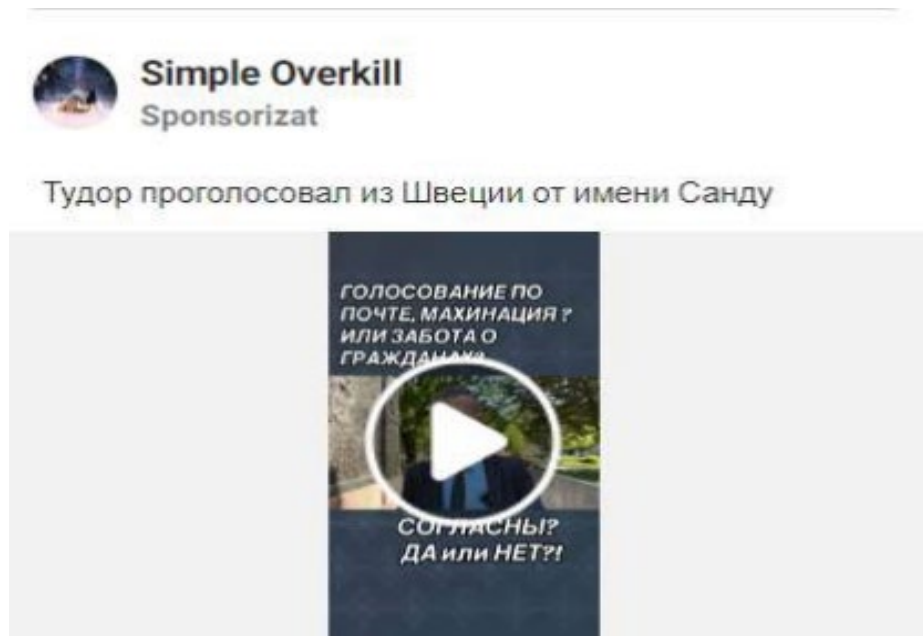 Simple Overkill
Sponsorizat
Тудор проголосовал из Швеции от имени Санду
ГОЛОСОВАНИЕ ПО
ПОЧТЕ, МАХИНАЦИЯ ?
ИЛИ ЗАБОТА О
ГРАЖДАНАХ?
СОГЛАСНЫ?
ДА или НЕТ?!